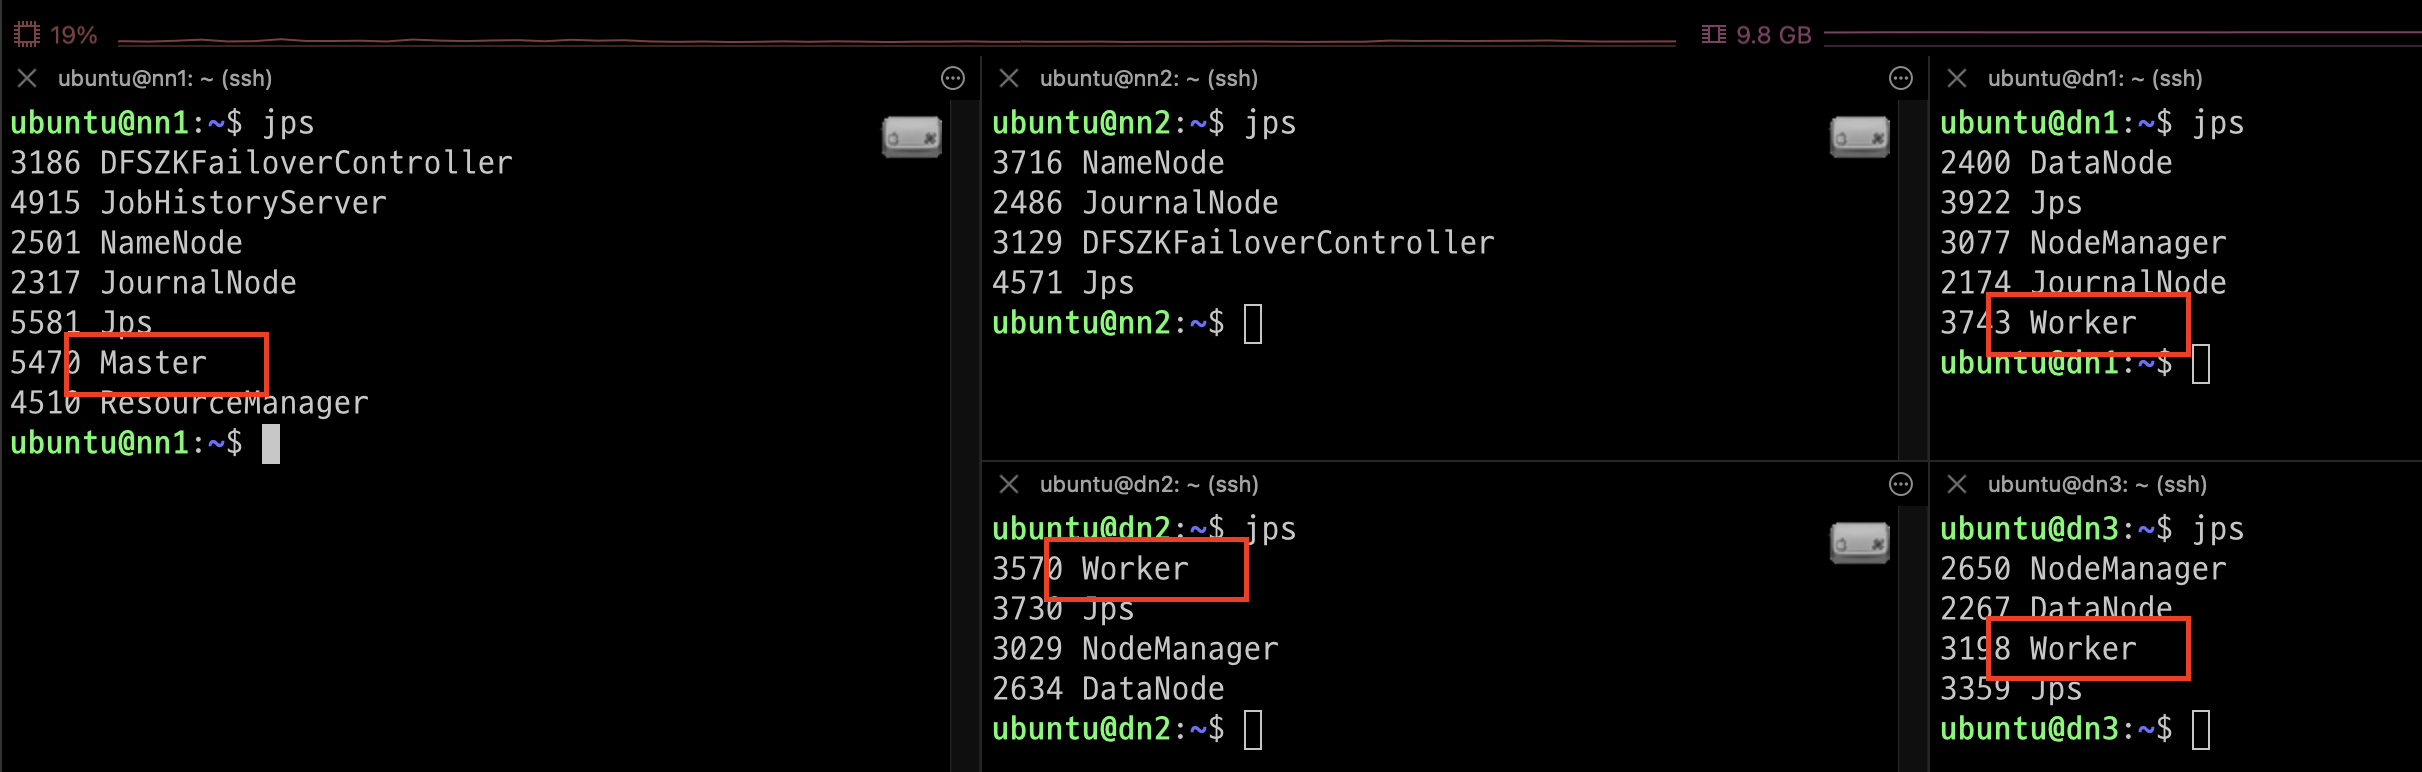 19%
9.8 GB
ubuntu@nn1: ~ (ssh)
ubuntu@nn1:~$ jps
3186 DFSZKFailoverController
4915 JobHistoryServer
2501 NameNode
2317 JournalNode
5581 Jps
5470 Master
4510 ResourceManager
ubuntu@nn1:~$
ubuntu@nn2: ~ (ssh)
ubuntu@nn2:~$ jps
3716 NameNode
2486 JournalNode
3129 DFSZKFailoverController
4571 Jps
ubuntu@nn2:~$
ubuntu@dn1: ~ (ssh)
ubuntu@dn1:~$ jps
2400 DataNode
3922 Jps
3077 NodeManager
2174 JournalNode
3743 Worker
ubuntu@dn1:~$
ubuntu@dn2: ~ (ssh)
ubuntu@dn2:~$ jps
3570 Worker
3730 Jps
3029 NodeManager
2634 DataNode
ubuntu@dn2:~$
ubuntu@dn3: ~ (ssh)
ubuntu@dn3:~$ jps
2650 NodeManager
2267 DataNode
3198 Worker
3359 Jps
ubuntu@dn3:~$